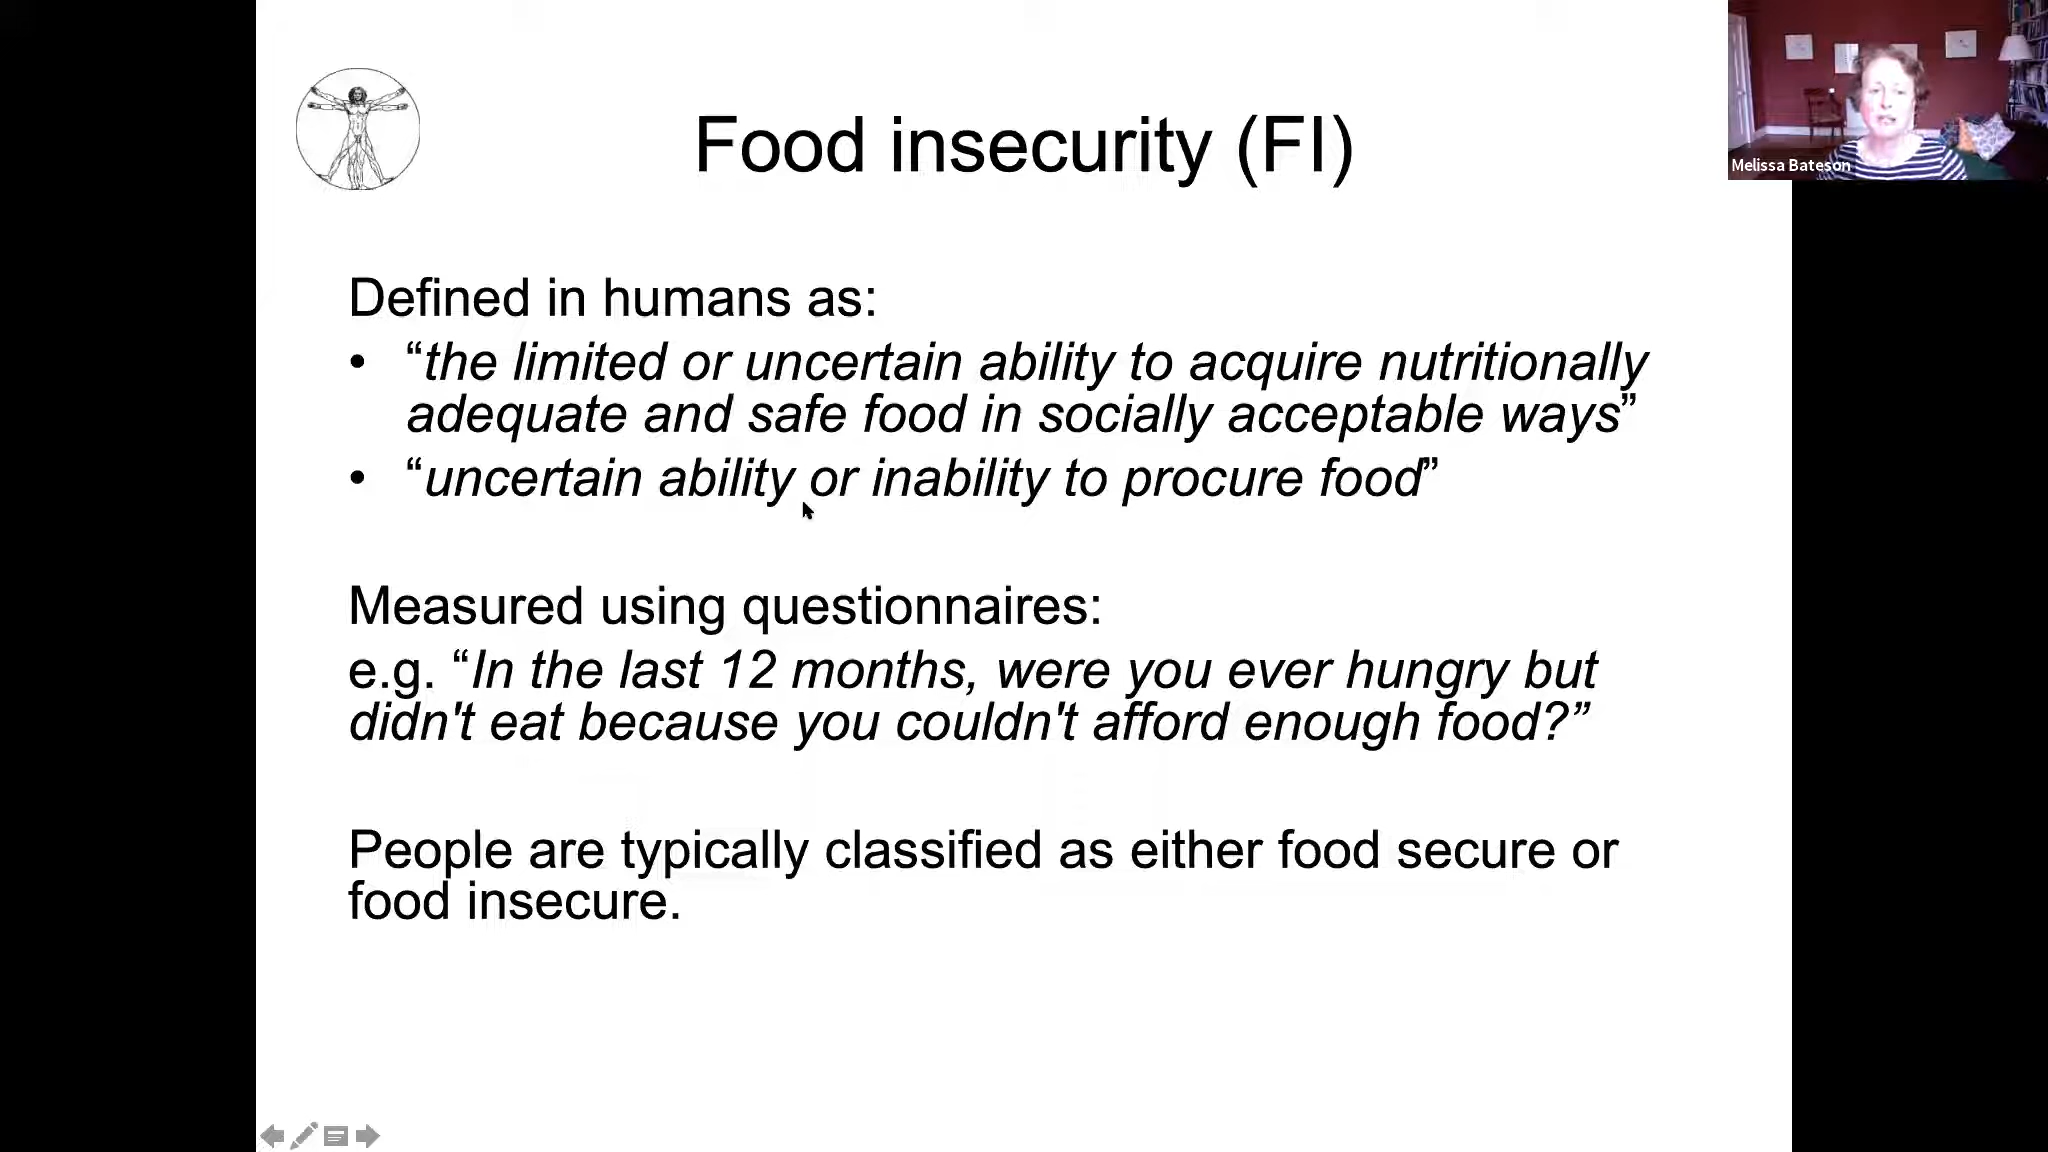 Food insecurity (FI)
Melissa Bateson
Defined in humans as:
• “the limited or uncertain ability to acquire nutritionally
adequate and safe food in socially acceptable ways”
• “uncertain ability or inability to procure food”
Measured using questionnaires:
e.g. “In the last 12 months, were you ever hungry but
didn't eat because you couldn't afford enough food?”
People are typically classified as either food secure or
food insecure.